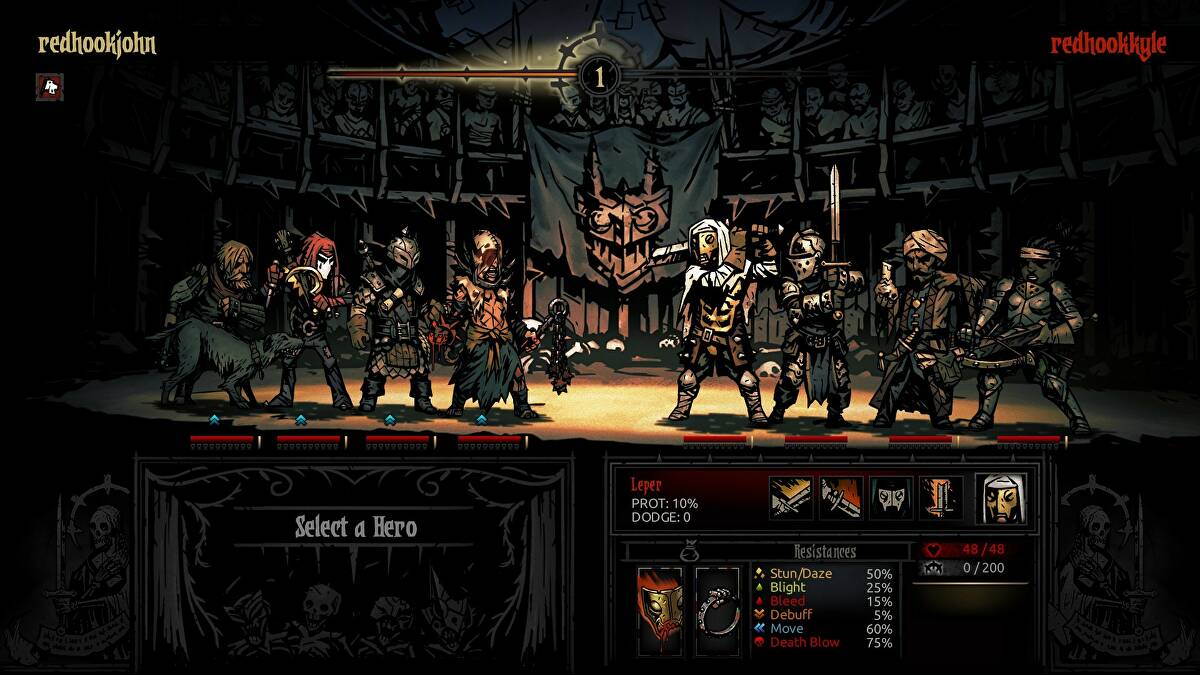 redhookjohn
redhookkyle
1
Select a Hero
Leper
PROT: 10%
DODGE: 0
Resistances
Stun/Daze 50%
Blight 25%
Bleed 15%
Debuff 5%
Move 60%
Death Blow 75%
48 / 48
0 / 200